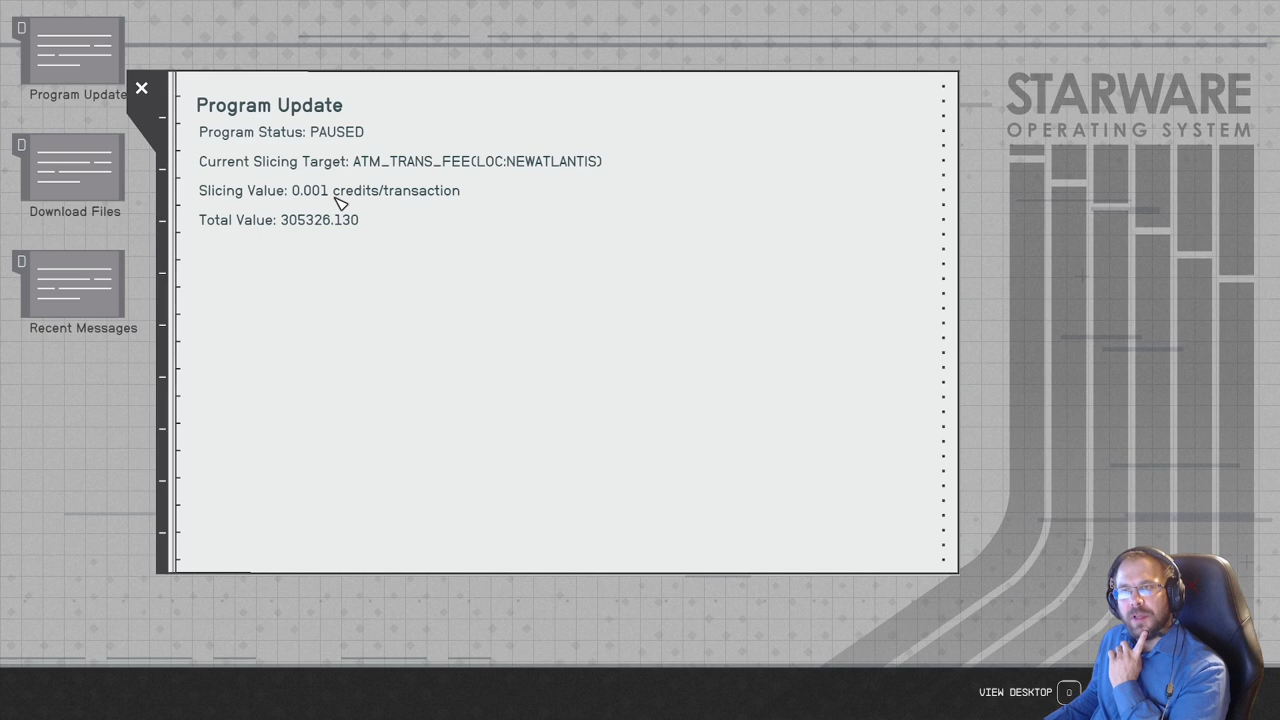 Program Update
Download Files
Recent Messages
Program Update
Program Status: PAUSED
Current Slicing Target: ATM_TRANS_FEE(LOC:NEWATLANTIS)
Slicing Value: 0.001 credits/transaction
Total Value: 305326.130
STARWARE
OPERATING SYSTEM
VIEW DESKTOP Q